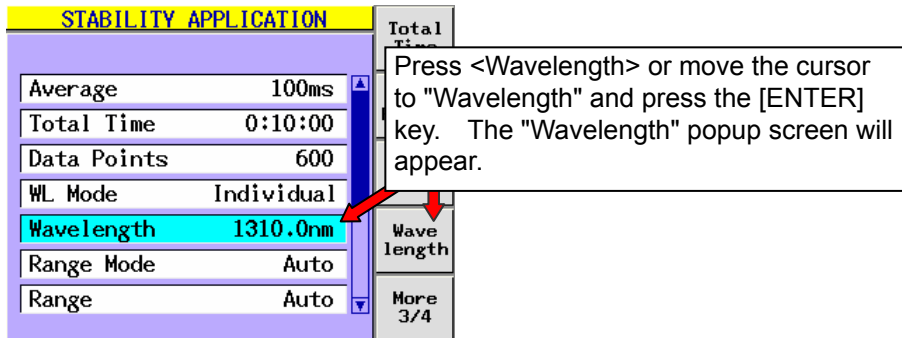 STABILITY APPLICATION
Average 100ms
Total Time 0:10:00
Data Points 600
WL Mode Individual
Wavelength 1310.0nm
Range Mode Auto
Range Auto
Total
Time
Wave
length
More
3/4
Press <Wavelength> or move the cursor
to "Wavelength" and press the [ENTER]
key. The "Wavelength" popup screen will
appear.